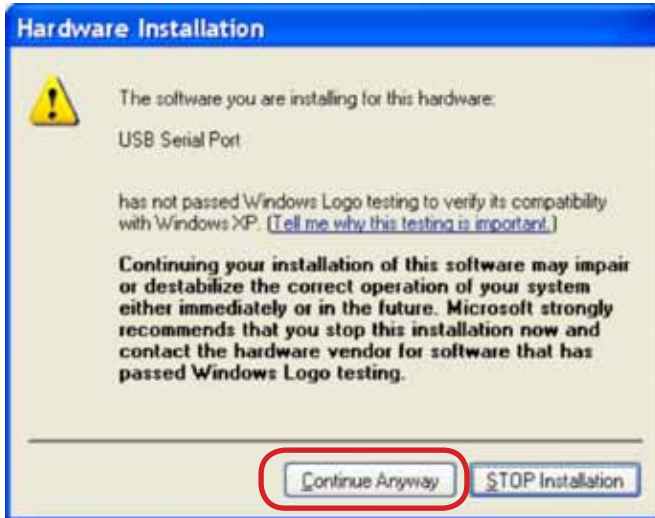 Hardware Installation
The software you are installing for this hardware:
USB Serial Port
has not passed Windows Logo testing to verify its compatibility
with Windows XP. (Tell me why this testing is important.)
Continuing your installation of this software may impair
or destabilize the correct operation of your system
either immediately or in the future. Microsoft strongly
recommends that you stop this installation now and
contact the hardware vendor for software that has
passed Windows Logo testing.
Continue Anyway STOP Installation